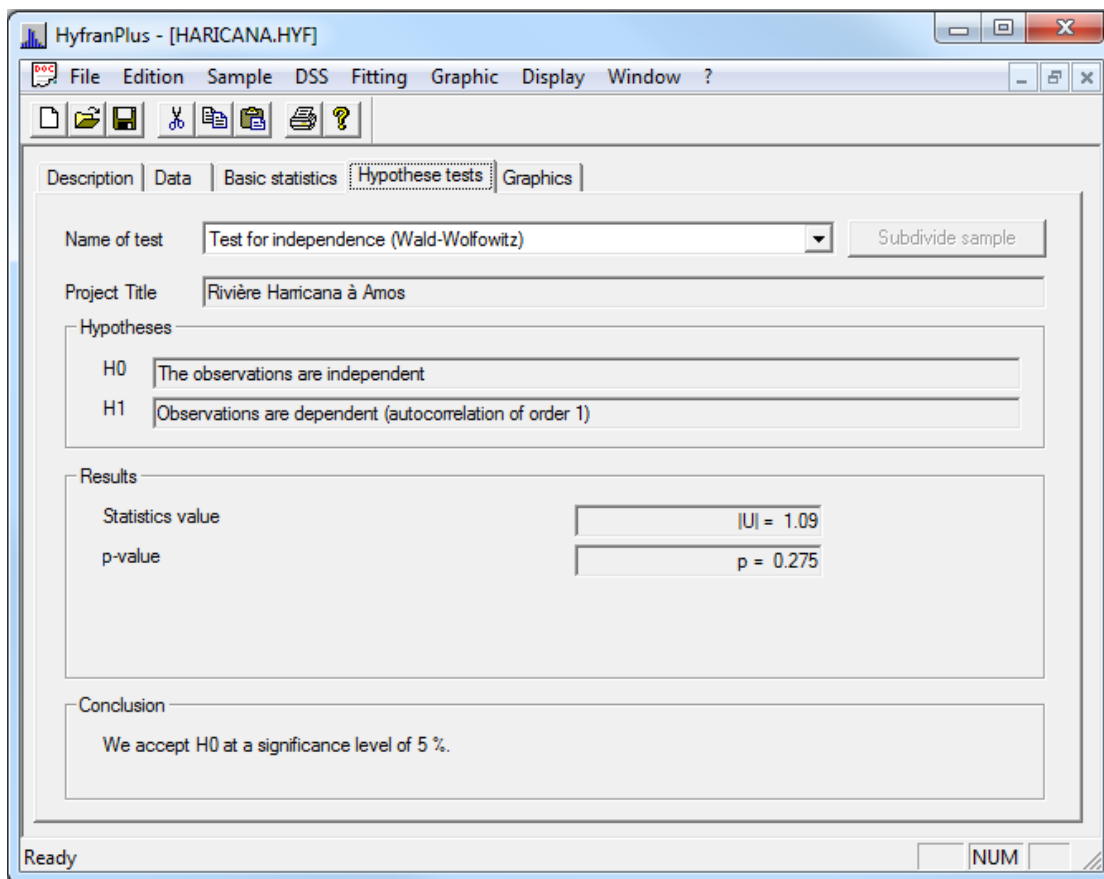 HyfranPlus - [HARICANA.HYF]
DOC File Edition Sample DSS Fitting Graphic Display Window ?
Description Data Basic statistics Hypothese tests Graphics
Name of test Test for independence (Wald-Wolfowitz) Subdivide sample
Project Title Rivière Harricana à Amos
Hypotheses
H0 The observations are independent
H1 Observations are dependent (autocorrelation of order 1)
Results
Statistics value |U| = 1.09
p-value p = 0.275
Conclusion
We accept H0 at a significance level of 5 %.
Ready NUM